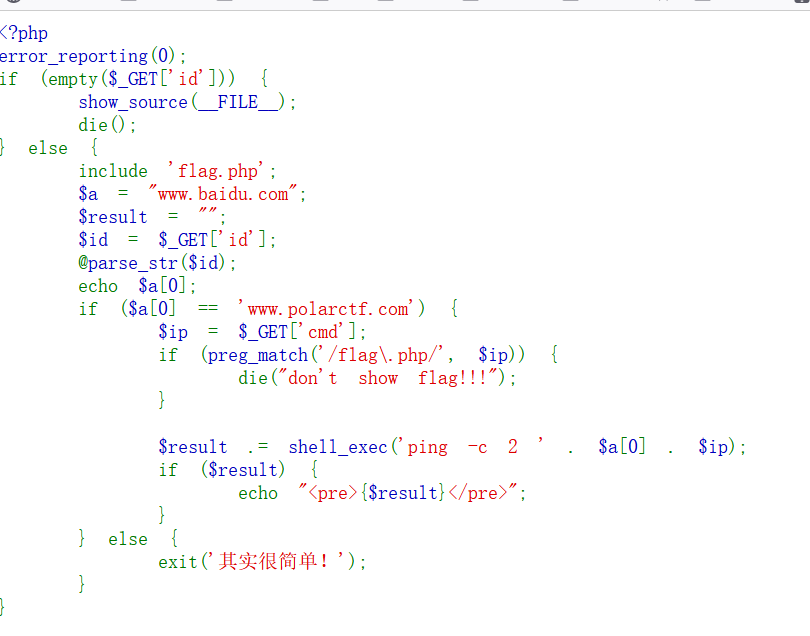 <?php
error_reporting(0);
if (empty($_GET['id'])) {
        show_source(__FILE__);
        die();
} else {
        include 'flag.php';
        $a = "www.baidu.com";
        $result = "";
        $id = $_GET['id'];
        @parse_str($id);
        echo $a[0];
        if ($a[0] == 'www.polarctf.com') {
                $ip = $_GET['cmd'];
                if (preg_match('/flag\.php/', $ip)) {
                        die("don't show flag!!!");
                }
                $result .= shell_exec('ping -c 2 ' . $a[0] . $ip);
                if ($result) {
                        echo "<pre>{$result}</pre>";
                }
        } else {
                exit('其实很简单！');
        }
}